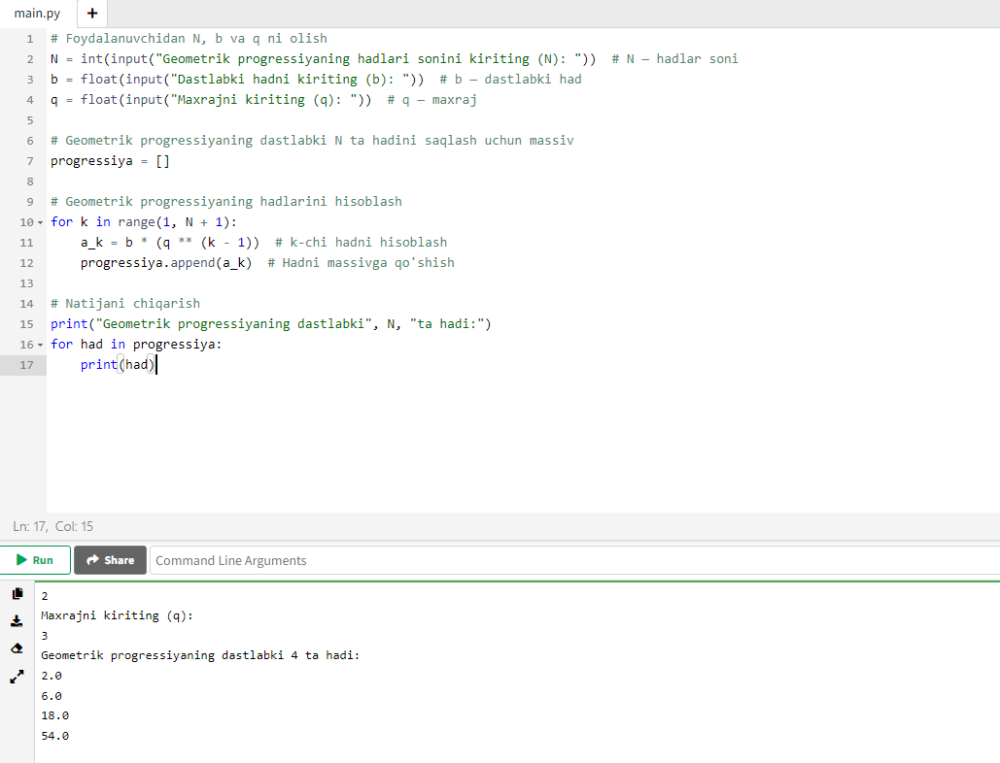 main.py +
1 # Foydalanuvchidan N, b va q ni olish
2 N = int(input("Geometrik progressiyaning hadlari sonini kiriting (N): "))  # N – hadlar soni
3 b = float(input("Dastlabki hadni kiriting (b): "))  # b – dastlabki had
4 q = float(input("Maxrajni kiriting (q): "))  # q – maxraj
5
6 # Geometrik progressiyaning dastlabki N ta hadini saqlash uchun massiv
7 progressiya = []
8
9 # Geometrik progressiyaning hadlarini hisoblash
10 for k in range(1, N + 1):
11     a_k = b * (q ** (k - 1))  # k-chi hadni hisoblash
12     progressiya.append(a_k)  # Hadni massivga qo'shish
13
14 # Natijani chiqarish
15 print("Geometrik progressiyaning dastlabki", N, "ta hadi:")
16 for had in progressiya:
17     print(had)
Ln: 17, Col: 15
Run Share Command Line Arguments
2
Maxrajni kiriting (q):
3
Geometrik progressiyaning dastlabki 4 ta hadi:
2.0
6.0
18.0
54.0